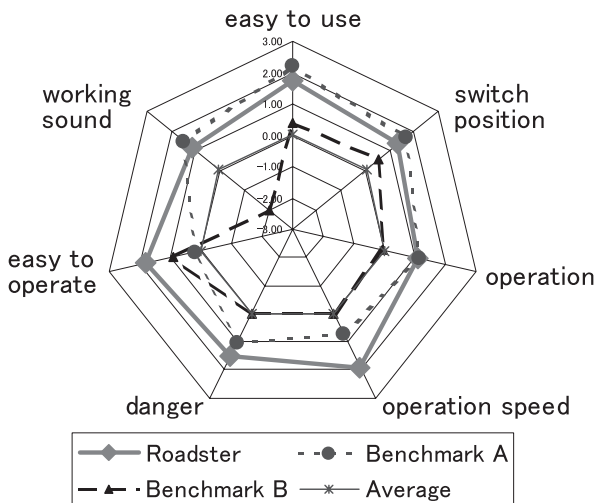 easy to use
3.00
2.00
1.00
0.00
−1.00
−2.00
−3.00
working
sound
switch
position
easy to
operate
operation
danger
operation speed
Roadster
Benchmark A
Benchmark B
Average